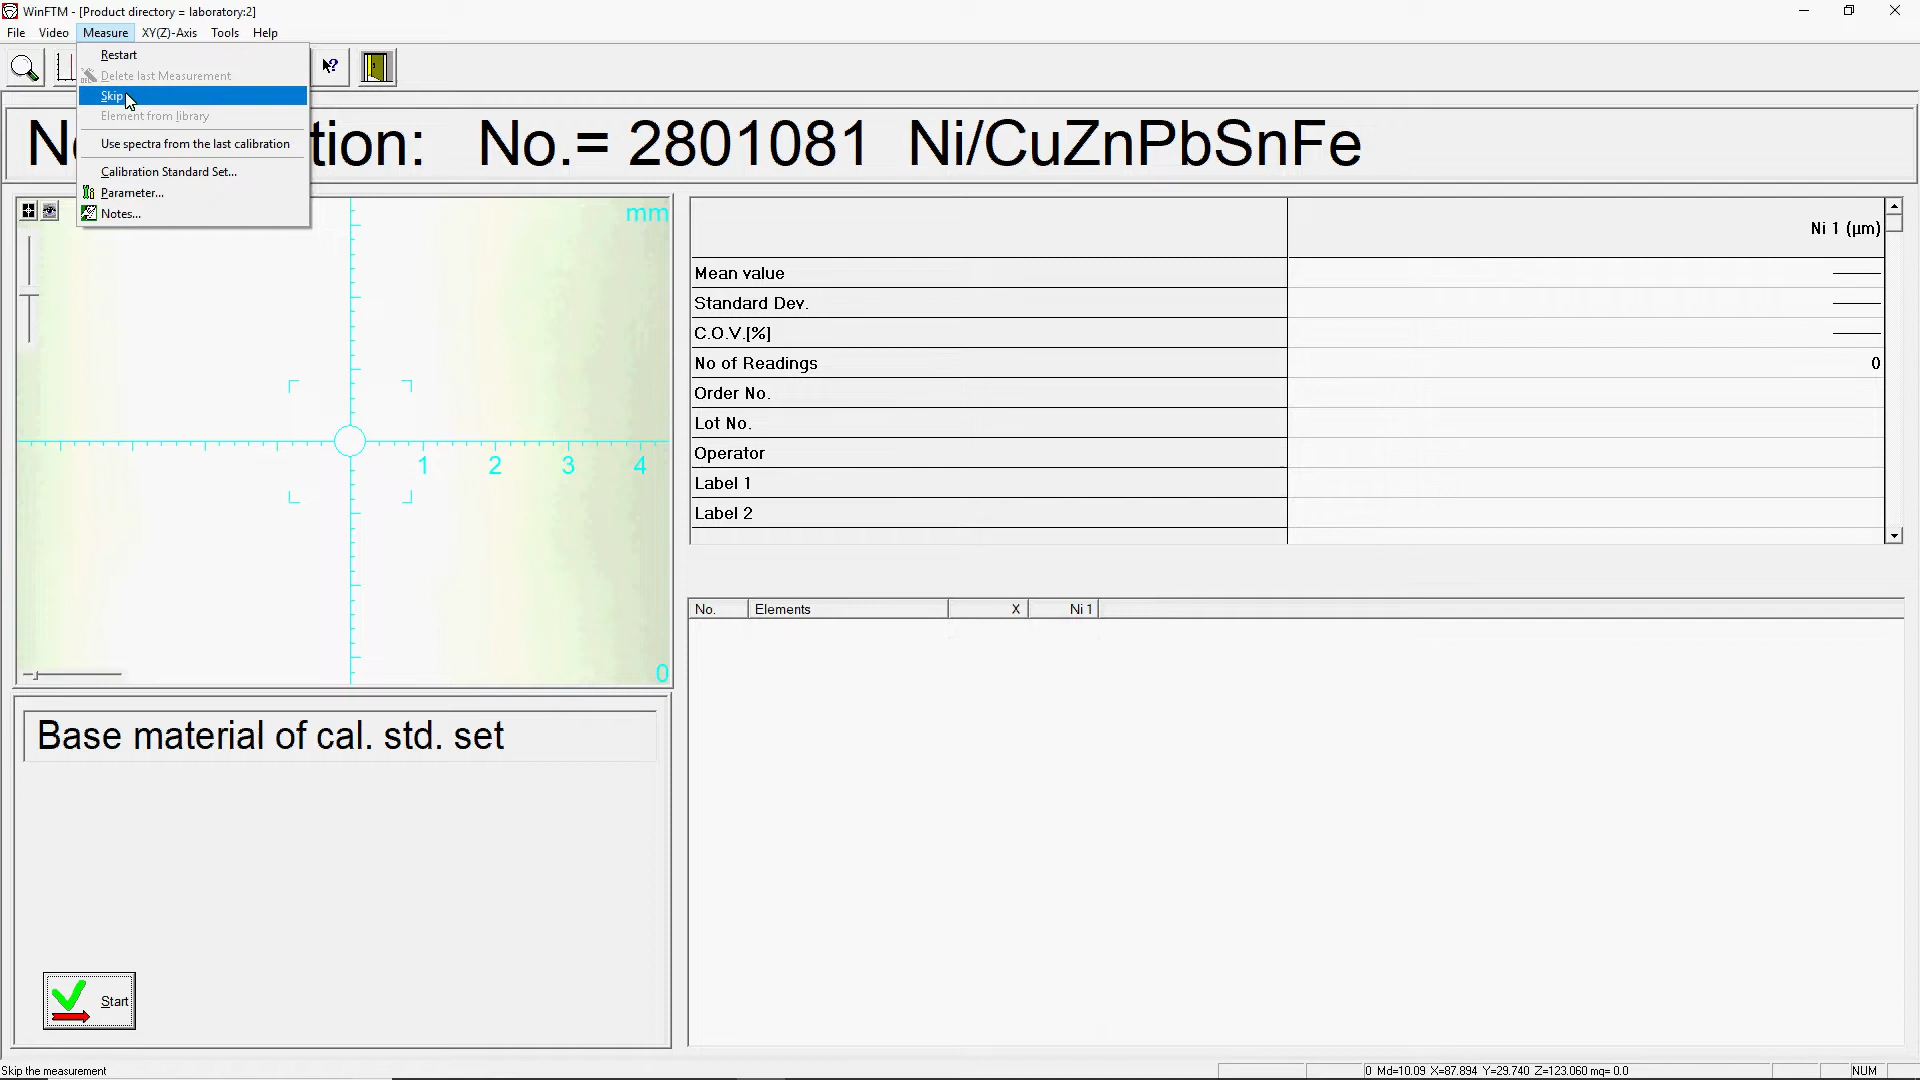 WinFTM - [Product directory = laboratory:2]
File Video Measure XY(Z)-Axis Tools Help
Restart
Delete last Measurement
Skip
Element from library
Use spectra from the last calibration
Calibration Standard Set...
Parameter...
Notes...
No.= 2801081 Ni/CuZnPbSnFe
mm
1 2 3 4
0
Ni 1 (µm)
Mean value
Standard Dev.
C.O.V.[%]
No of Readings 0
Order No.
Lot No.
Operator
Label 1
Label 2
No. Elements X Ni 1
Base material of cal. std. set
Start
Skip the measurement
0 Md=10.09 X=87.894 Y=29.740 Z=123.060 mq= 0.0
NUM